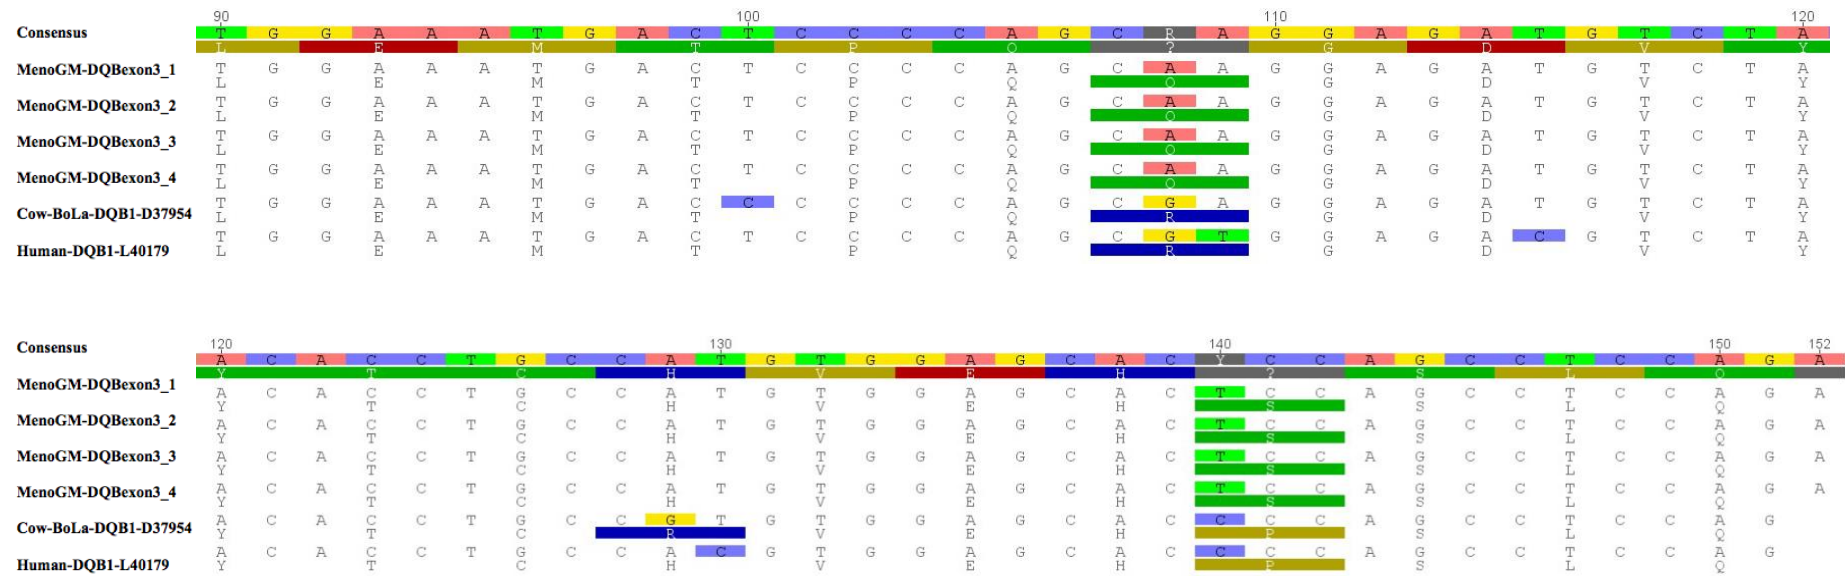 90 100 110 120
Consensus T G G A A A T G A C T C C C C A G C R A G G A G A T G T C T A
L E M T P Q ? G D V Y
MenoGM-DQBexon3_1 T G G A A A T G A C T C C C C A G C A A G G A G A T G T C T A
L E M T P Q Q G D V Y
MenoGM-DQBexon3_2 T G G A A A T G A C T C C C C A G C A A G G A G A T G T C T A
L E M T P Q Q G D V Y
MenoGM-DQBexon3_3 T G G A A A T G A C T C C C C A G C A A G G A G A T G T C T A
L E M T P Q Q G D V Y
MenoGM-DQBexon3_4 T G G A A A T G A C T C C C C A G C A A G G A G A T G T C T A
L E M T P Q Q G D V Y
Cow-BoLa-DQB1-D37954 T G G A A A T G A C C C C C C A G C G A G G A G A T G T C T A
L E M T P Q R G D V Y
Human-DQB1-L40179 T G G A A A T G A C T C C C C A G C G T G G A G A C G T C T A
L E M T P Q R G D V Y
120 130 140 150 152
Consensus A C A C C T G C C A T G T G G A G C A C Y C C A G C C T C C A G A
Y T C H V E H ? S L Q
MenoGM-DQBexon3_1 A C A C C T G C C A T G T G G A G C A C T C C A G C C T C C A G A
Y T C H V E H S S L Q
MenoGM-DQBexon3_2 A C A C C T G C C A T G T G G A G C A C T C C A G C C T C C A G A
Y T C H V E H S S L Q
MenoGM-DQBexon3_3 A C A C C T G C C A T G T G G A G C A C T C C A G C C T C C A G A
Y T C H V E H S S L Q
MenoGM-DQBexon3_4 A C A C C T G C C A T G T G G A G C A C T C C A G C C T C C A G A
Y T C H V E H S S L Q
Cow-BoLa-DQB1-D37954 A C A C C T G C C G T G T G G A G C A C C C C A G C C T C C A G
Y T C R V E H P S L Q
Human-DQB1-L40179 A C A C C T G C C A C G T G G A G C A C C C C A G C C T C C A G
Y T C H V E H P S L Q